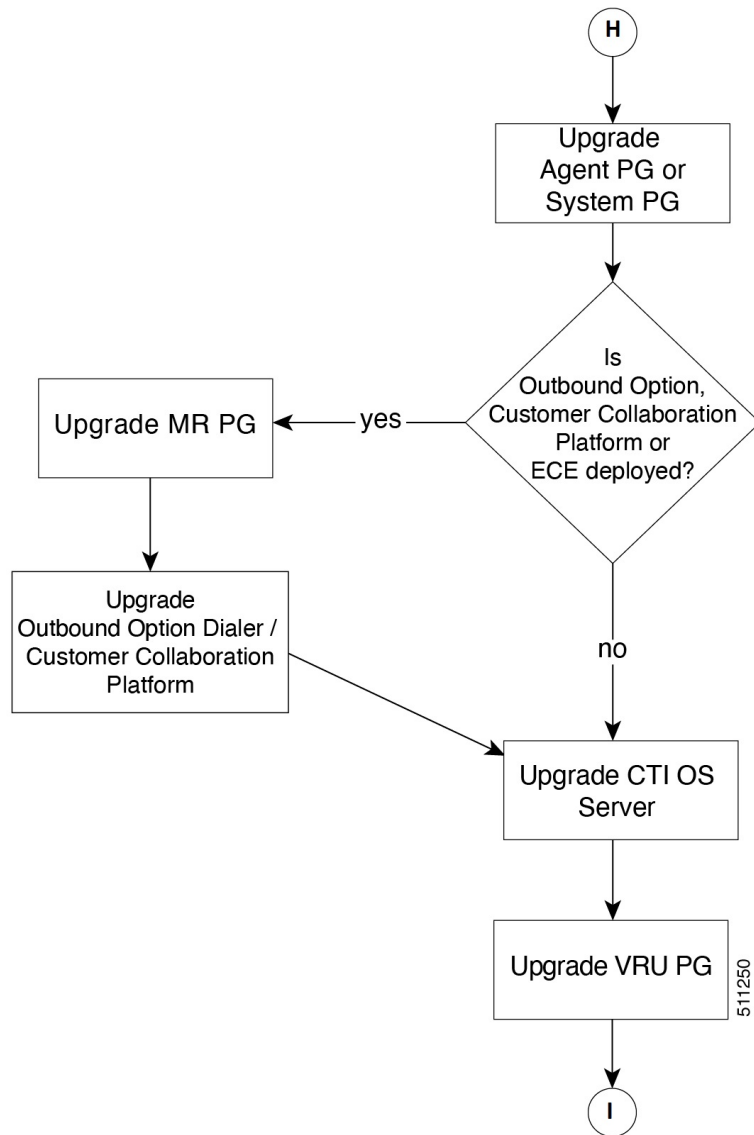 H
Upgrade
Agent PG or
System PG
Is
Outbound Option,
Customer Collaboration
Platform or
ECE deployed?
yes
Upgrade MR PG
Upgrade
Outbound Option Dialer /
Customer Collaboration
Platform
no
Upgrade CTI OS
Server
Upgrade VRU PG
511250
I